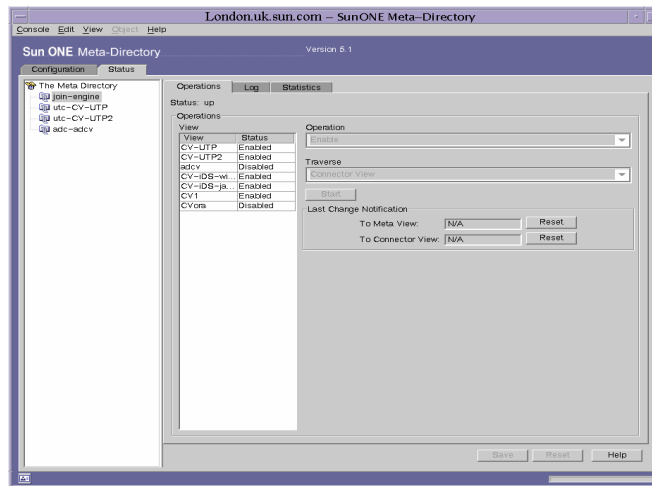 London.uk.sun.com – SunONE Meta–Directory
Console Edit View Object Help
Sun ONE Meta-Directory
Version 5.1
Configuration Status
The Meta Directory
join-engine
utc-CV-UTP
utc-CV-UTP2
adc-adcv
Operations Log Statistics
Status: up
Operations
View
View Status
CV-UTP Enabled
CV-UTP2 Enabled
adcv Disabled
CV-iDS-wi... Enabled
CV-iDS-ja... Enabled
CV1 Enabled
CVora Disabled
Operation
Enable
Traverse
Connector View
Start
Last Change Notification
To Meta View: N/A Reset
To Connector View: N/A Reset
Save Reset Help